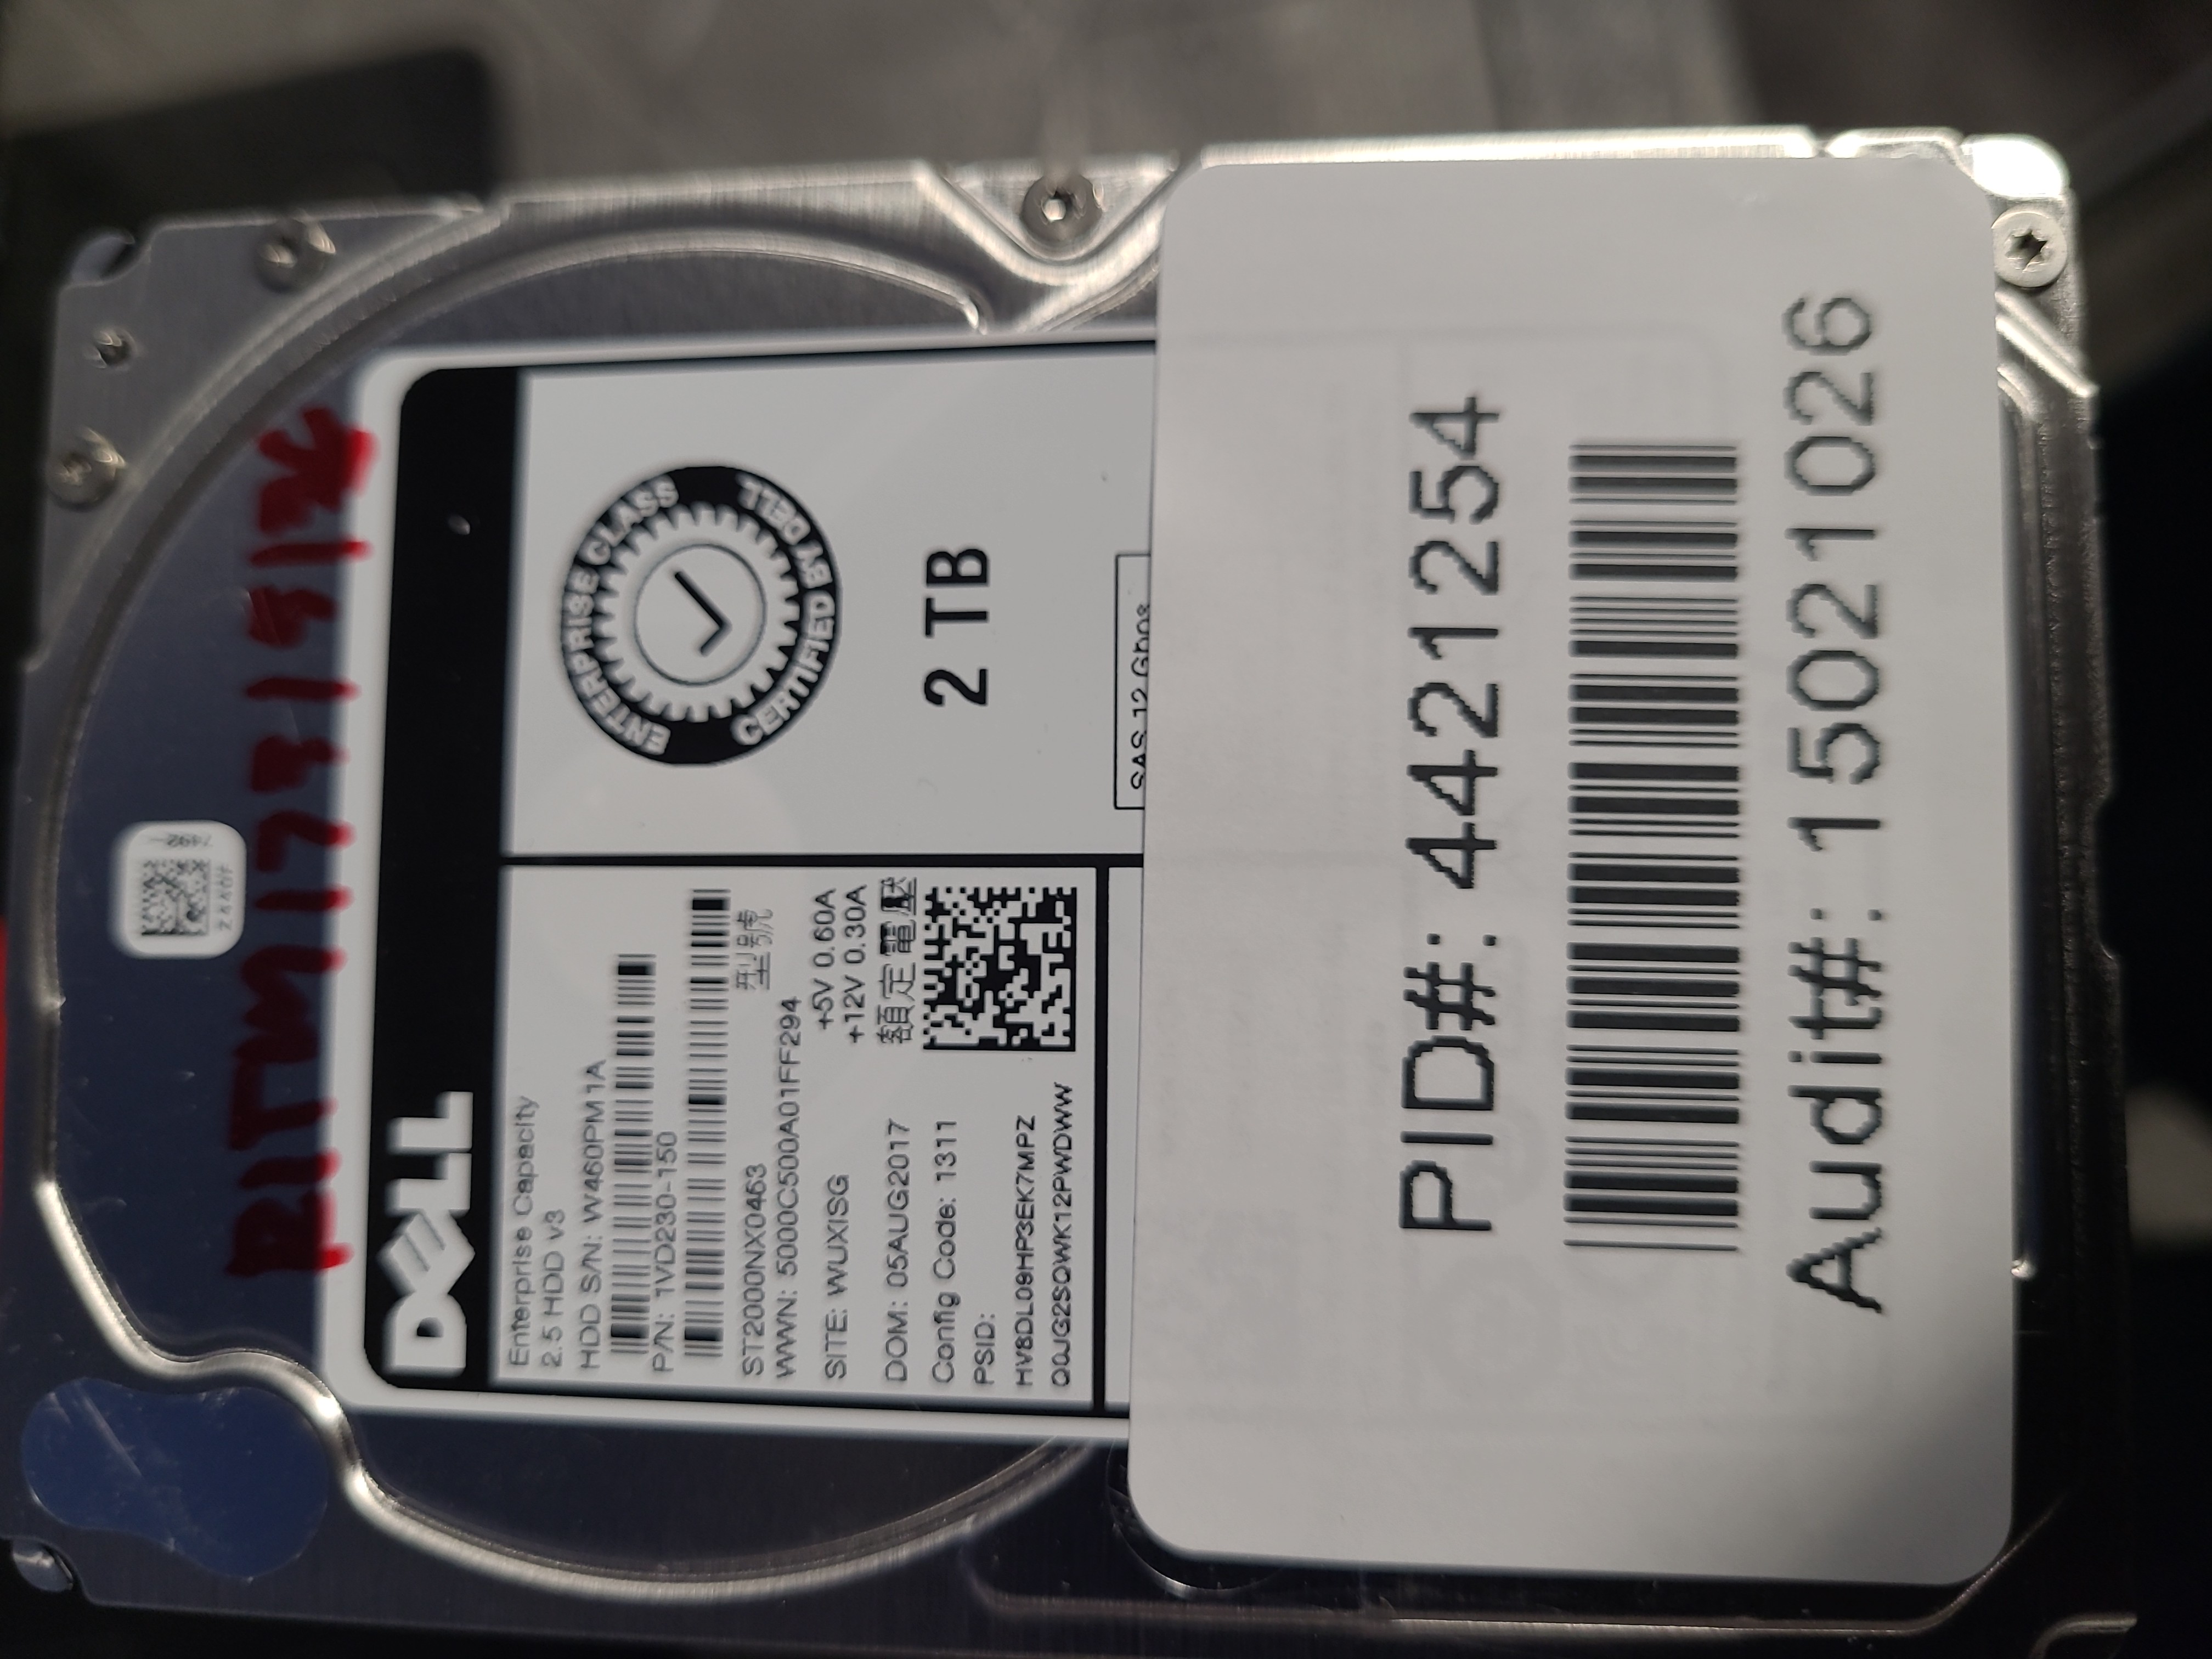 Z440F
DELL
Enterprise Capacity
2.5 HDD v3
HDD S/N: W460PM1A
P/N: 1VD230-150
ST2000NX0463 型號
WWN: 5000C500A01FF294
+5V 0.60A
SITE: WUXISG
+12V 0.30A
DOM: 05AUG2017
額定電壓
Config Code: 1311
PSID:
HV8DL09HP3EK7MPZ
Q0JG2SQWK12PWDWW
ENTERPRISE CLASS
CERTIFIED BY DELL
2 TB
SAS 12 Gbps
PID#: 4421254
Audit#: 15021026